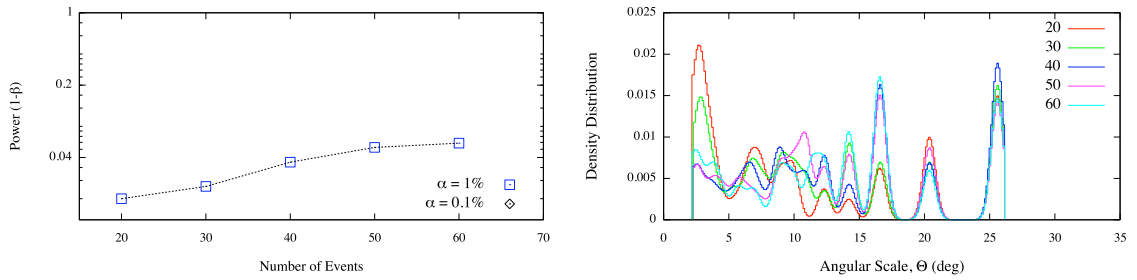 1
0.2
0.04
Power (1-β)
20 30 40 50 60 70
Number of Events
α = 1%
α = 0.1%
0.025
0.02
0.015
0.01
0.005
0
Density Distribution
0 5 10 15 20 25 30 35
Angular Scale, Θ (deg)
20
30
40
50
60